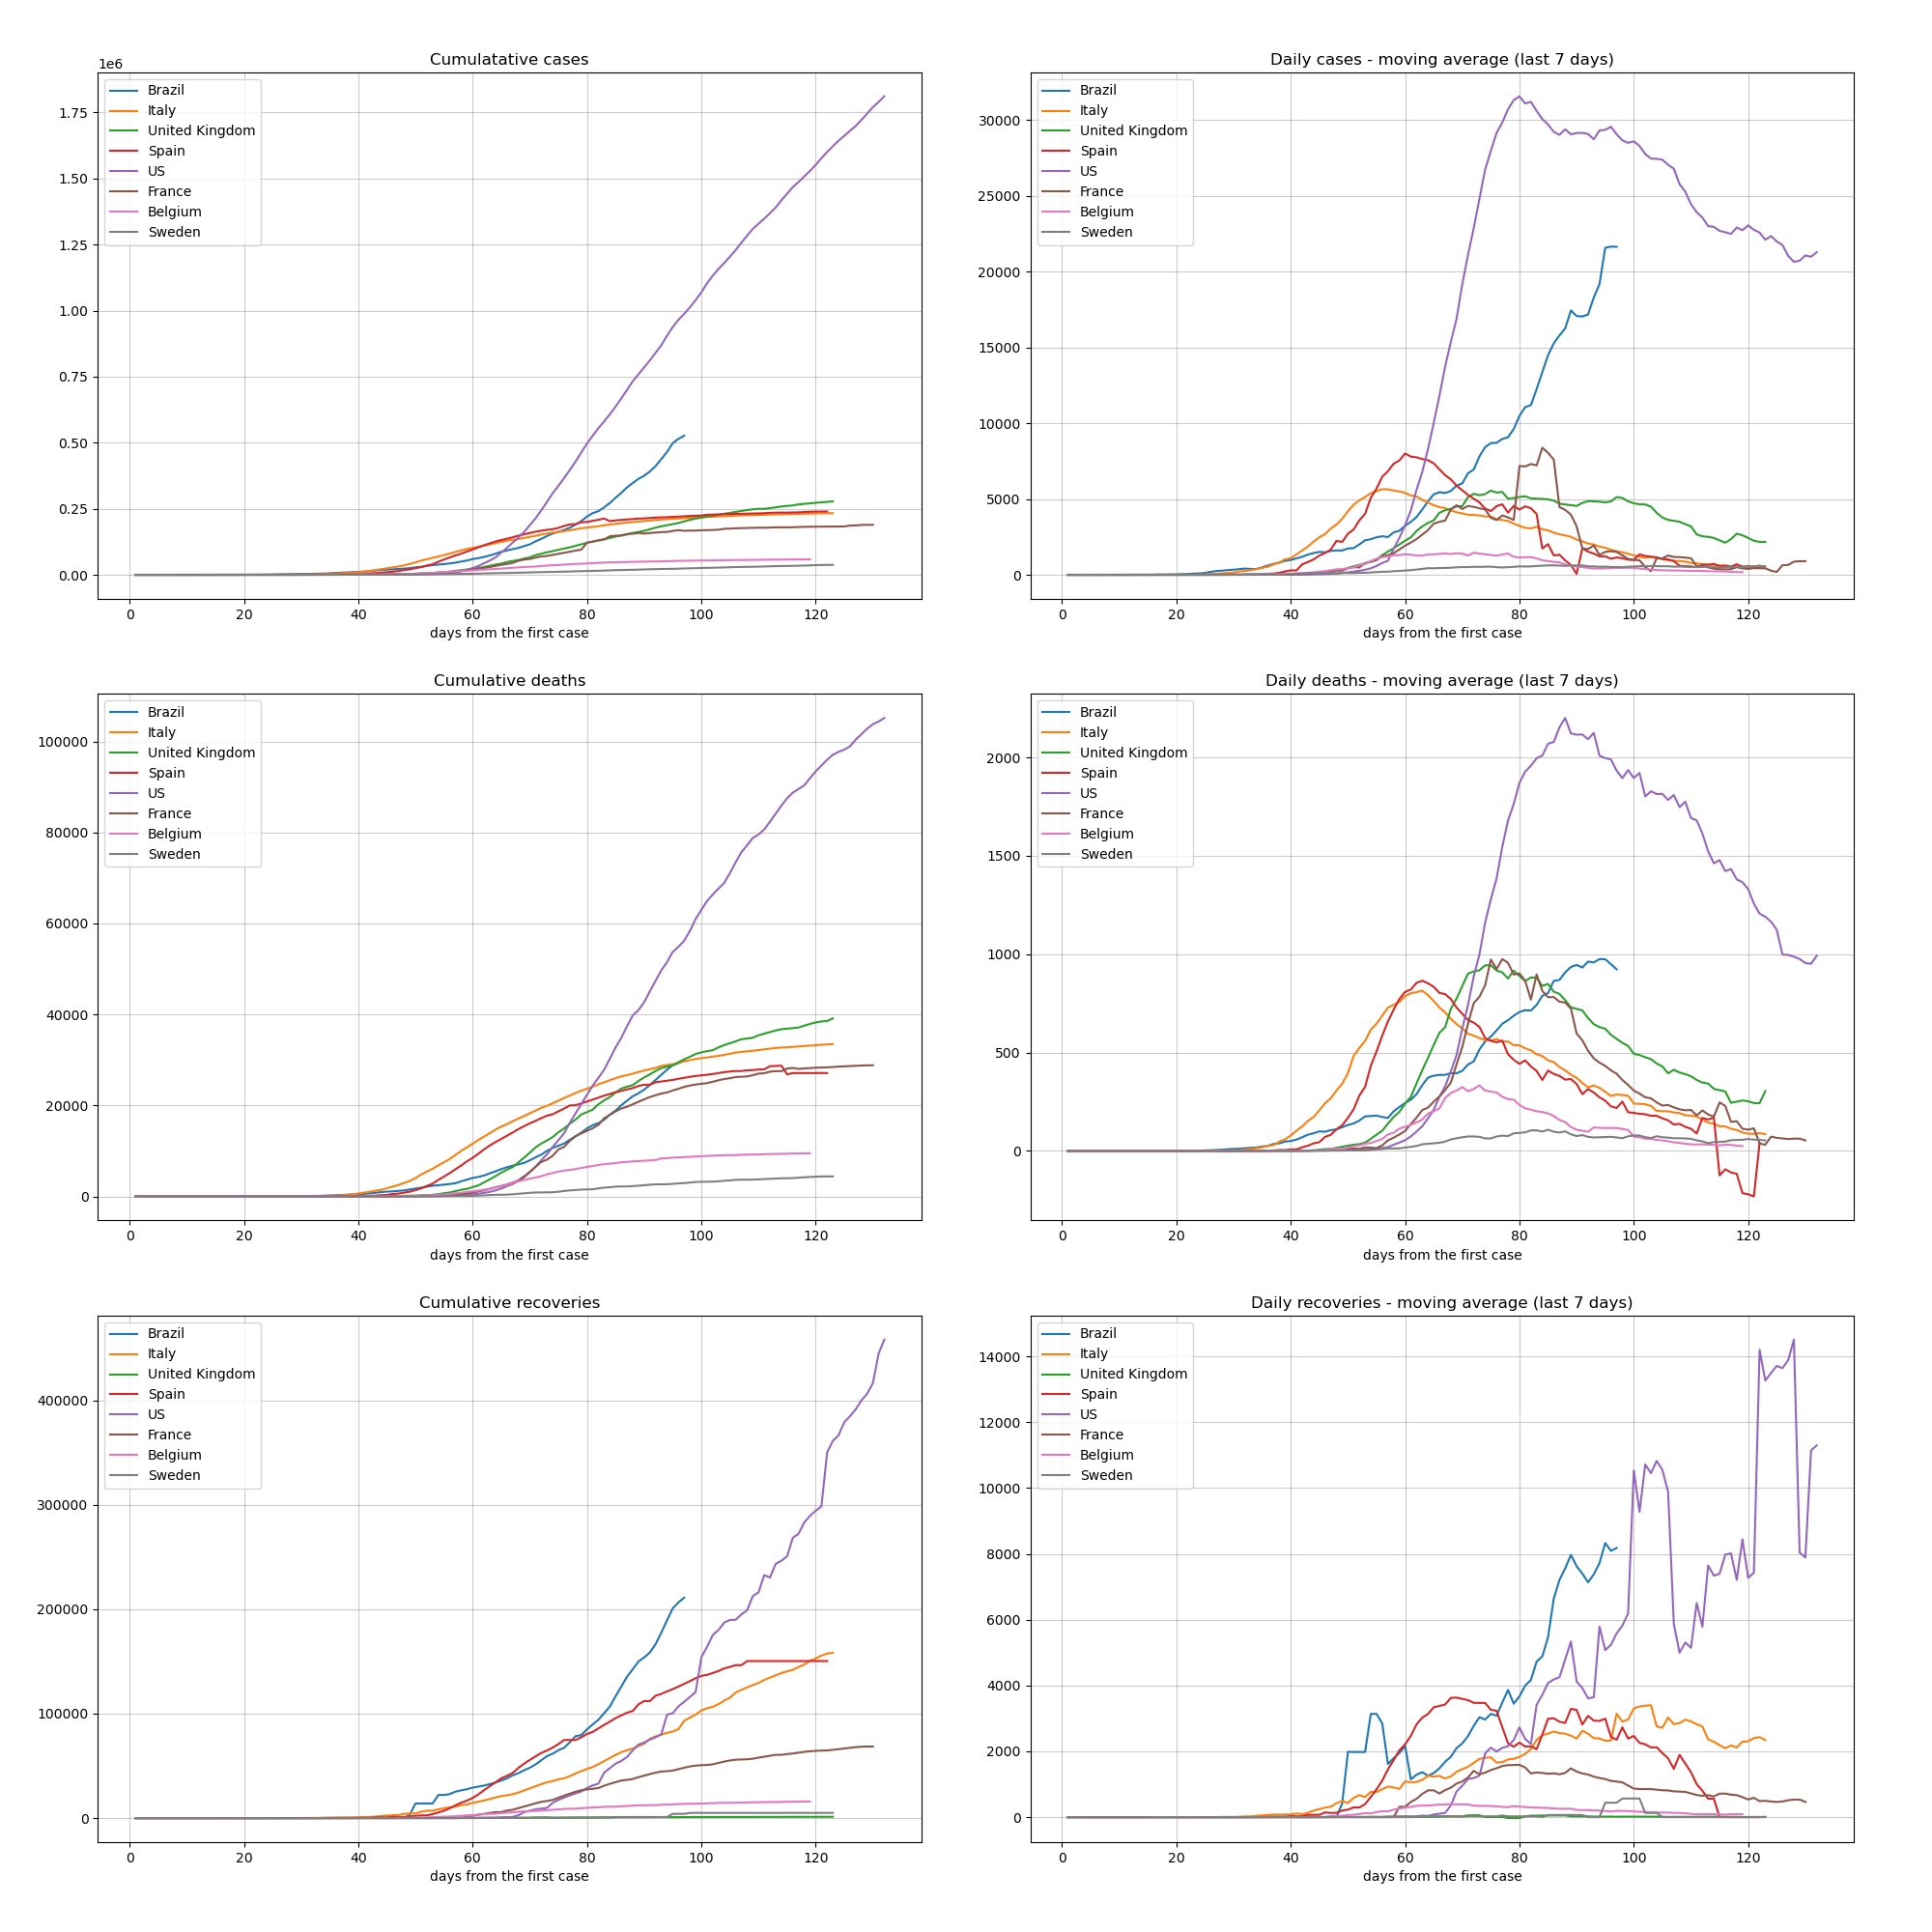 Cumulatative cases
1e6
1.75
1.50
1.25
1.00
0.75
0.50
0.25
0.00
Brazil
Italy
United Kingdom
Spain
US
France
Belgium
Sweden
0 20 40 60 80 100 120
days from the first case
Daily cases - moving average (last 7 days)
30000
25000
20000
15000
10000
5000
0
Brazil
Italy
United Kingdom
Spain
US
France
Belgium
Sweden
0 20 40 60 80 100 120
days from the first case
Cumulative deaths
100000
80000
60000
40000
20000
0
Brazil
Italy
United Kingdom
Spain
US
France
Belgium
Sweden
0 20 40 60 80 100 120
days from the first case
Daily deaths - moving average (last 7 days)
2000
1500
1000
500
0
Brazil
Italy
United Kingdom
Spain
US
France
Belgium
Sweden
0 20 40 60 80 100 120
days from the first case
Cumulative recoveries
400000
300000
200000
100000
0
Brazil
Italy
United Kingdom
Spain
US
France
Belgium
Sweden
0 20 40 60 80 100 120
days from the first case
Daily recoveries - moving average (last 7 days)
14000
12000
10000
8000
6000
4000
2000
0
Brazil
Italy
United Kingdom
Spain
US
France
Belgium
Sweden
0 20 40 60 80 100 120
days from the first case